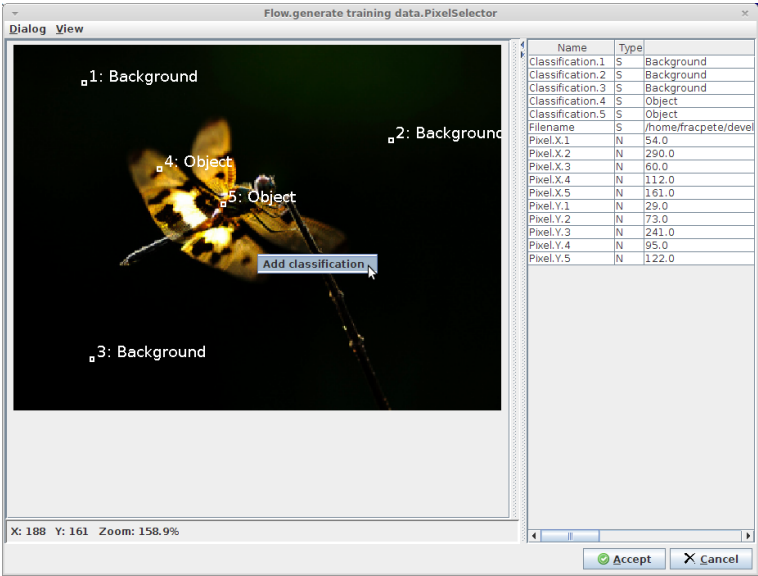 Flow.generate training data.PixelSelector
Dialog View
1: Background
2: Background
4: Object
5: Object
Add classification
3: Background
X: 188 Y: 161 Zoom: 158.9%
Name Type
Classification.1 S Background
Classification.2 S Background
Classification.3 S Background
Classification.4 S Object
Classification.5 S Object
Filename S /home/fracpete/devel
Pixel.X.1 N 54.0
Pixel.X.2 N 290.0
Pixel.X.3 N 60.0
Pixel.X.4 N 112.0
Pixel.X.5 N 161.0
Pixel.Y.1 N 29.0
Pixel.Y.2 N 73.0
Pixel.Y.3 N 241.0
Pixel.Y.4 N 95.0
Pixel.Y.5 N 122.0
Accept Cancel